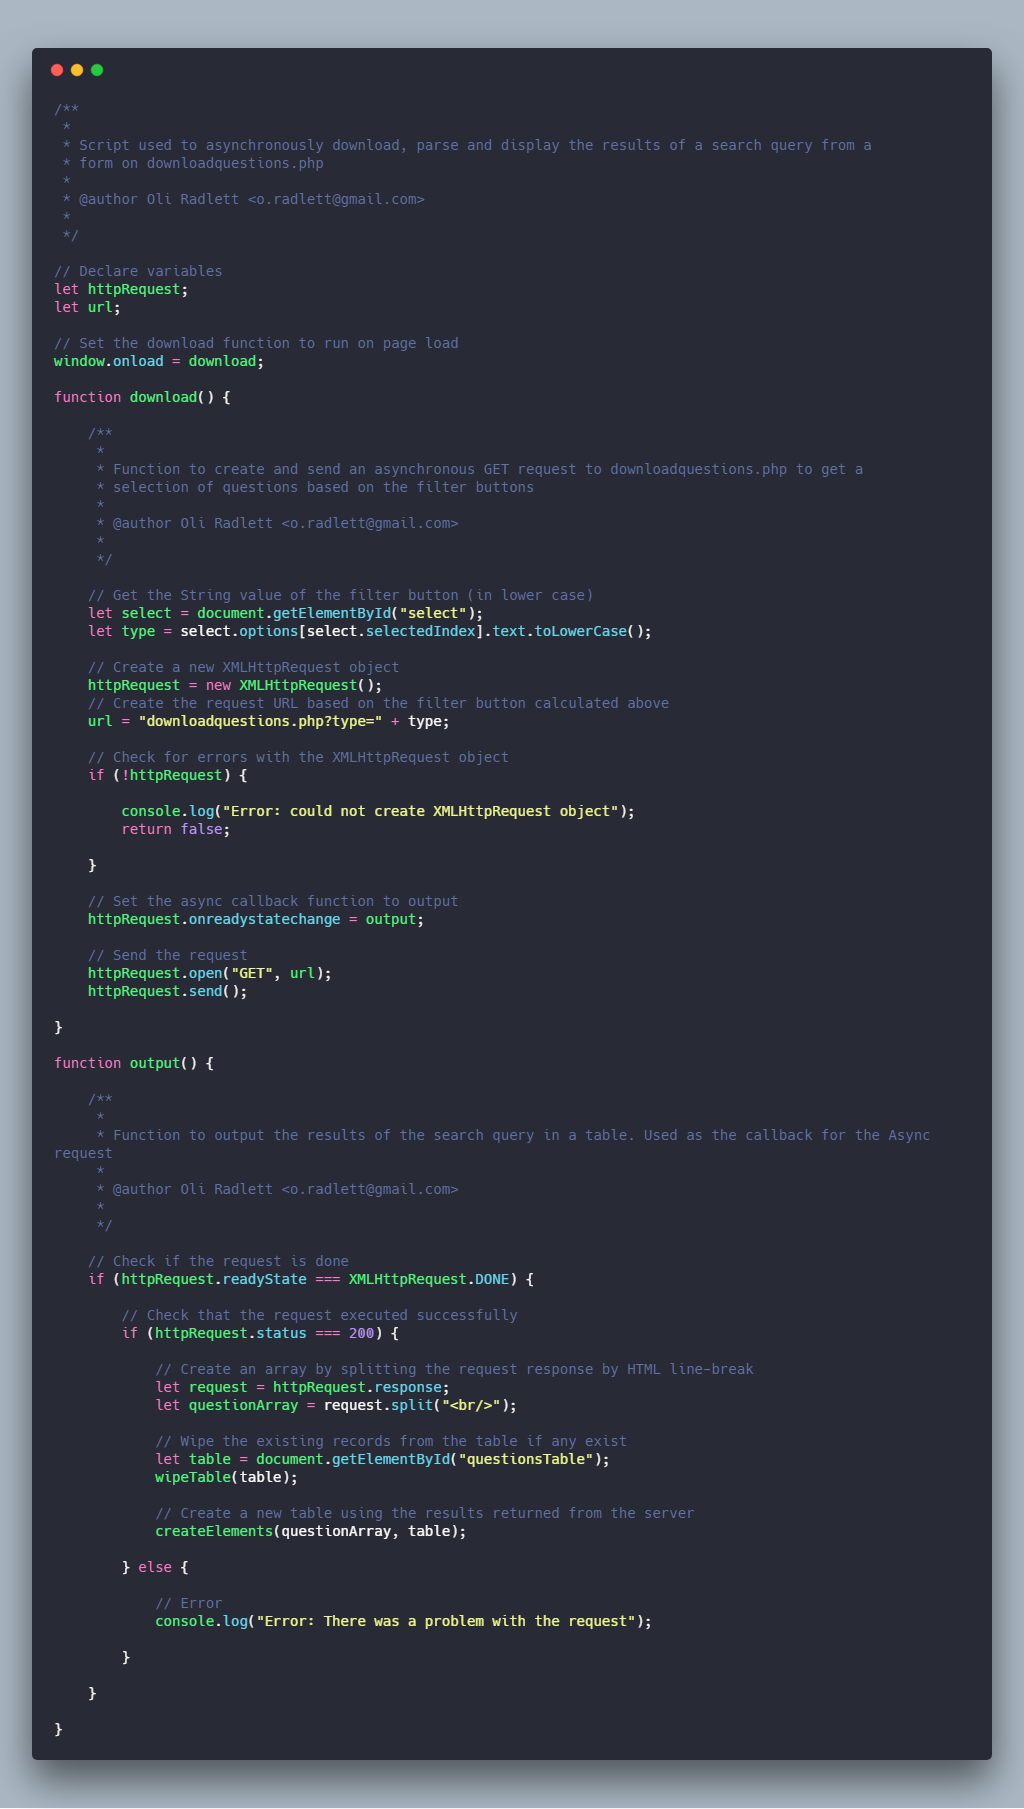 /**
 *
 * Script used to asynchronously download, parse and display the results of a search query from a
 * form on downloadquestions.php
 *
 * @author Oli Radlett <o.radlett@gmail.com>
 *
 */

// Declare variables
let httpRequest;
let url;

// Set the download function to run on page load
window.onload = download;

function download() {

    /**
     *
     * Function to create and send an asynchronous GET request to downloadquestions.php to get a
     * selection of questions based on the filter buttons
     *
     * @author Oli Radlett <o.radlett@gmail.com>
     *
     */

    // Get the String value of the filter button (in lower case)
    let select = document.getElementById("select");
    let type = select.options[select.selectedIndex].text.toLowerCase();

    // Create a new XMLHttpRequest object
    httpRequest = new XMLHttpRequest();
    // Create the request URL based on the filter button calculated above
    url = "downloadquestions.php?type=" + type;

    // Check for errors with the XMLHttpRequest object
    if (!httpRequest) {

        console.log("Error: could not create XMLHttpRequest object");
        return false;

    }

    // Set the async callback function to output
    httpRequest.onreadystatechange = output;

    // Send the request
    httpRequest.open("GET", url);
    httpRequest.send();

}

function output() {

    /**
     *
     * Function to output the results of the search query in a table. Used as the callback for the Async
request
     *
     * @author Oli Radlett <o.radlett@gmail.com>
     *
     */

    // Check if the request is done
    if (httpRequest.readyState === XMLHttpRequest.DONE) {

        // Check that the request executed successfully
        if (httpRequest.status === 200) {

            // Create an array by splitting the request response by HTML line-break
            let request = httpRequest.response;
            let questionArray = request.split("<br/>");

            // Wipe the existing records from the table if any exist
            let table = document.getElementById("questionsTable");
            wipeTable(table);

            // Create a new table using the results returned from the server
            createElements(questionArray, table);

        } else {

            // Error
            console.log("Error: There was a problem with the request");

        }

    }

}